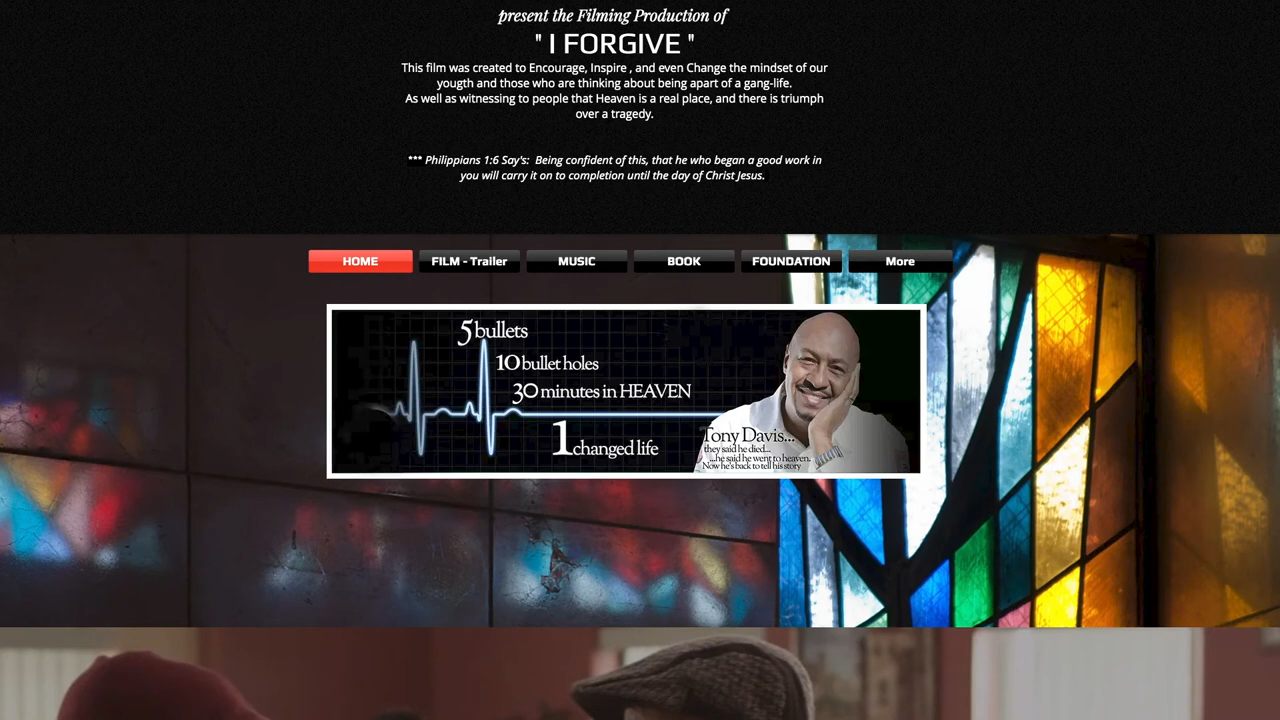 present the Filming Production of
" I FORGIVE "
This film was created to Encourage, Inspire , and even Change the mindset of our
yougth and those who are thinking about being apart of a gang-life.
As well as witnessing to people that Heaven is a real place, and there is triumph
over a tragedy.
*** Philippians 1:6 Say's:  Being confident of this, that he who began a good work in
you will carry it on to completion until the day of Christ Jesus.
HOME
FILM - Trailer
MUSIC
BOOK
FOUNDATION
More
5 bullets
10 bullet holes
30 minutes in HEAVEN
1 changed life
Tony Davis...
they said he died...
...he said he went to heaven.
Now he's back to tell his story